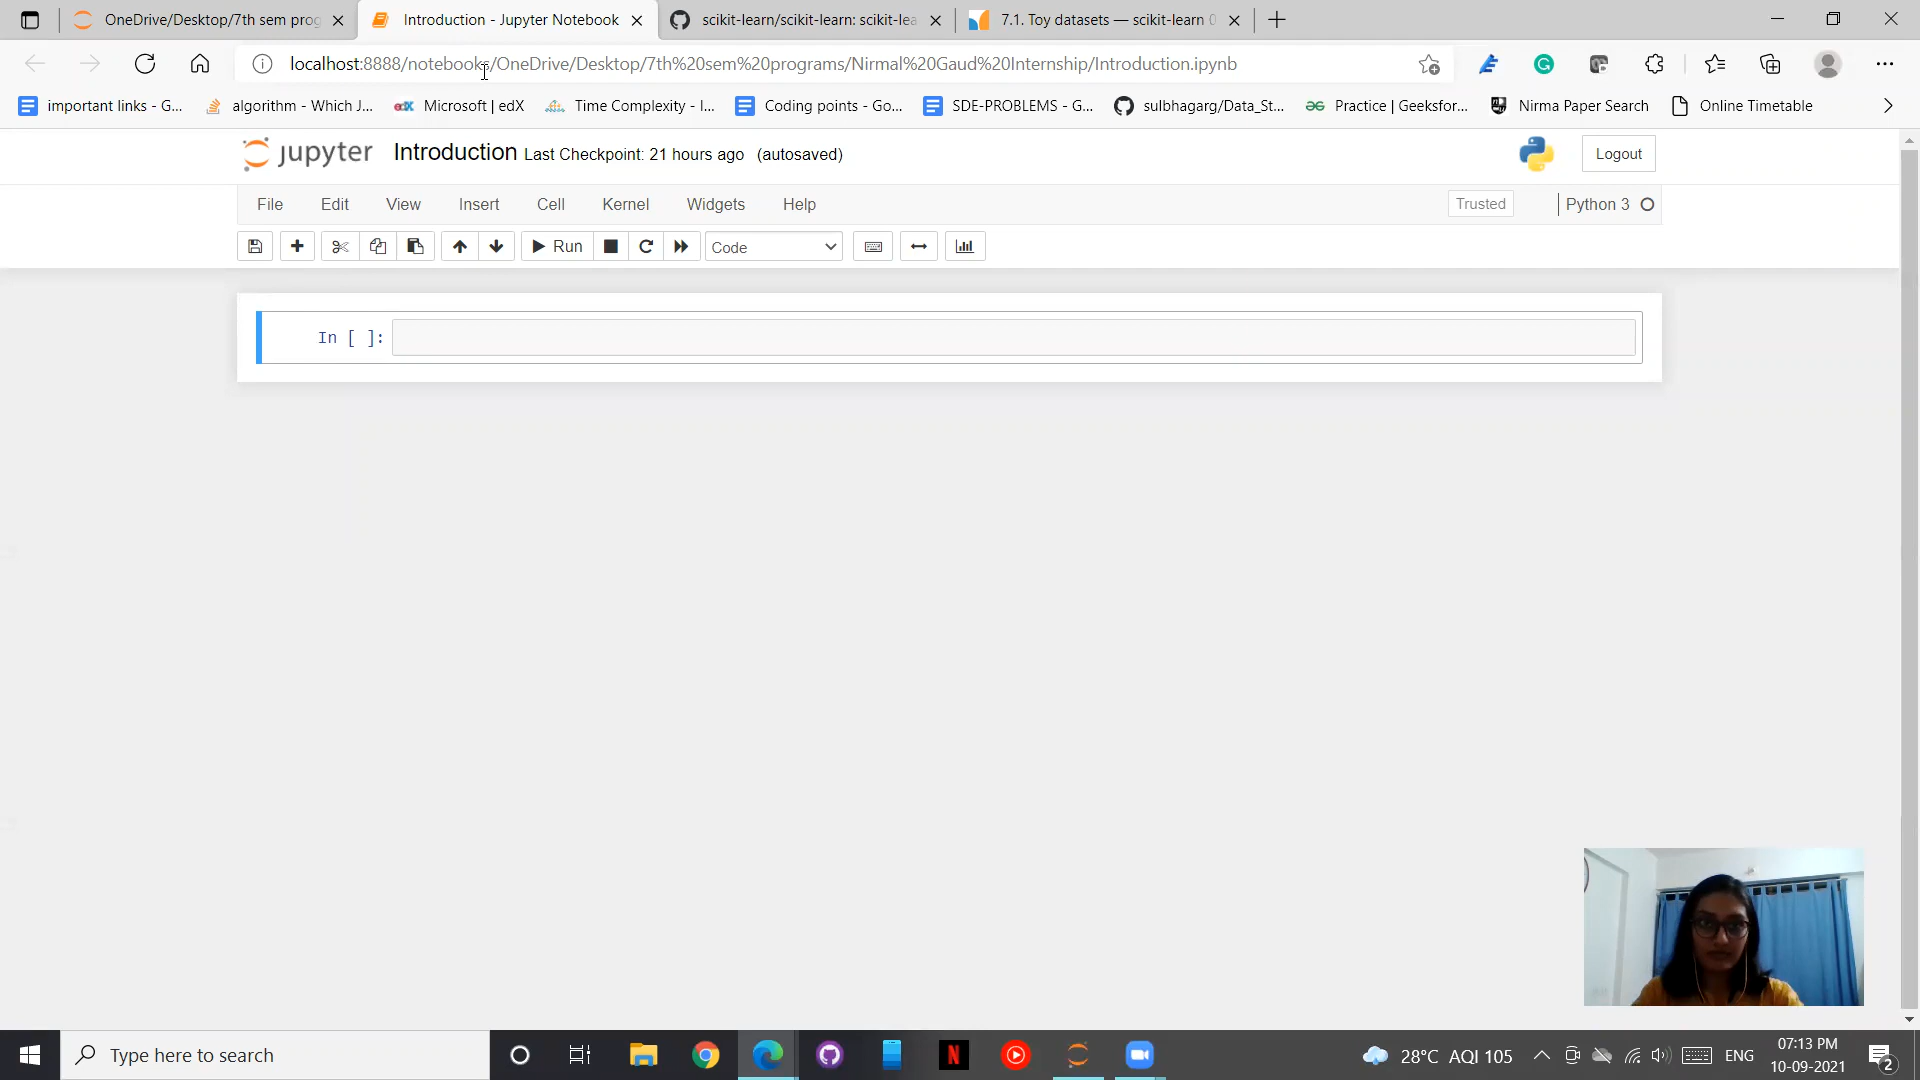 OneDrive/Desktop/7th sem prog
Introduction - Jupyter Notebook
scikit-learn/scikit-learn: scikit-lea
7.1. Toy datasets — scikit-learn 0
localhost:8888/notebooks/OneDrive/Desktop/7th%20sem%20programs/Nirmal%20Gaud%20Internship/Introduction.ipynb
important links - G...
algorithm - Which J...
edX
Microsoft | edX
Time Complexity - I...
Coding points - Go...
SDE-PROBLEMS - G...
sulbhagarg/Data_St...
Practice | Geeksfor...
Nirma Paper Search
Online Timetable
jupyter
Introduction Last Checkpoint: 21 hours ago (autosaved)
Logout
File Edit View Insert Cell Kernel Widgets Help
Trusted
Python 3
Run
Code
In [ ]:
Type here to search
N
28°C AQI 105
ENG
07:13 PM
10-09-2021
2